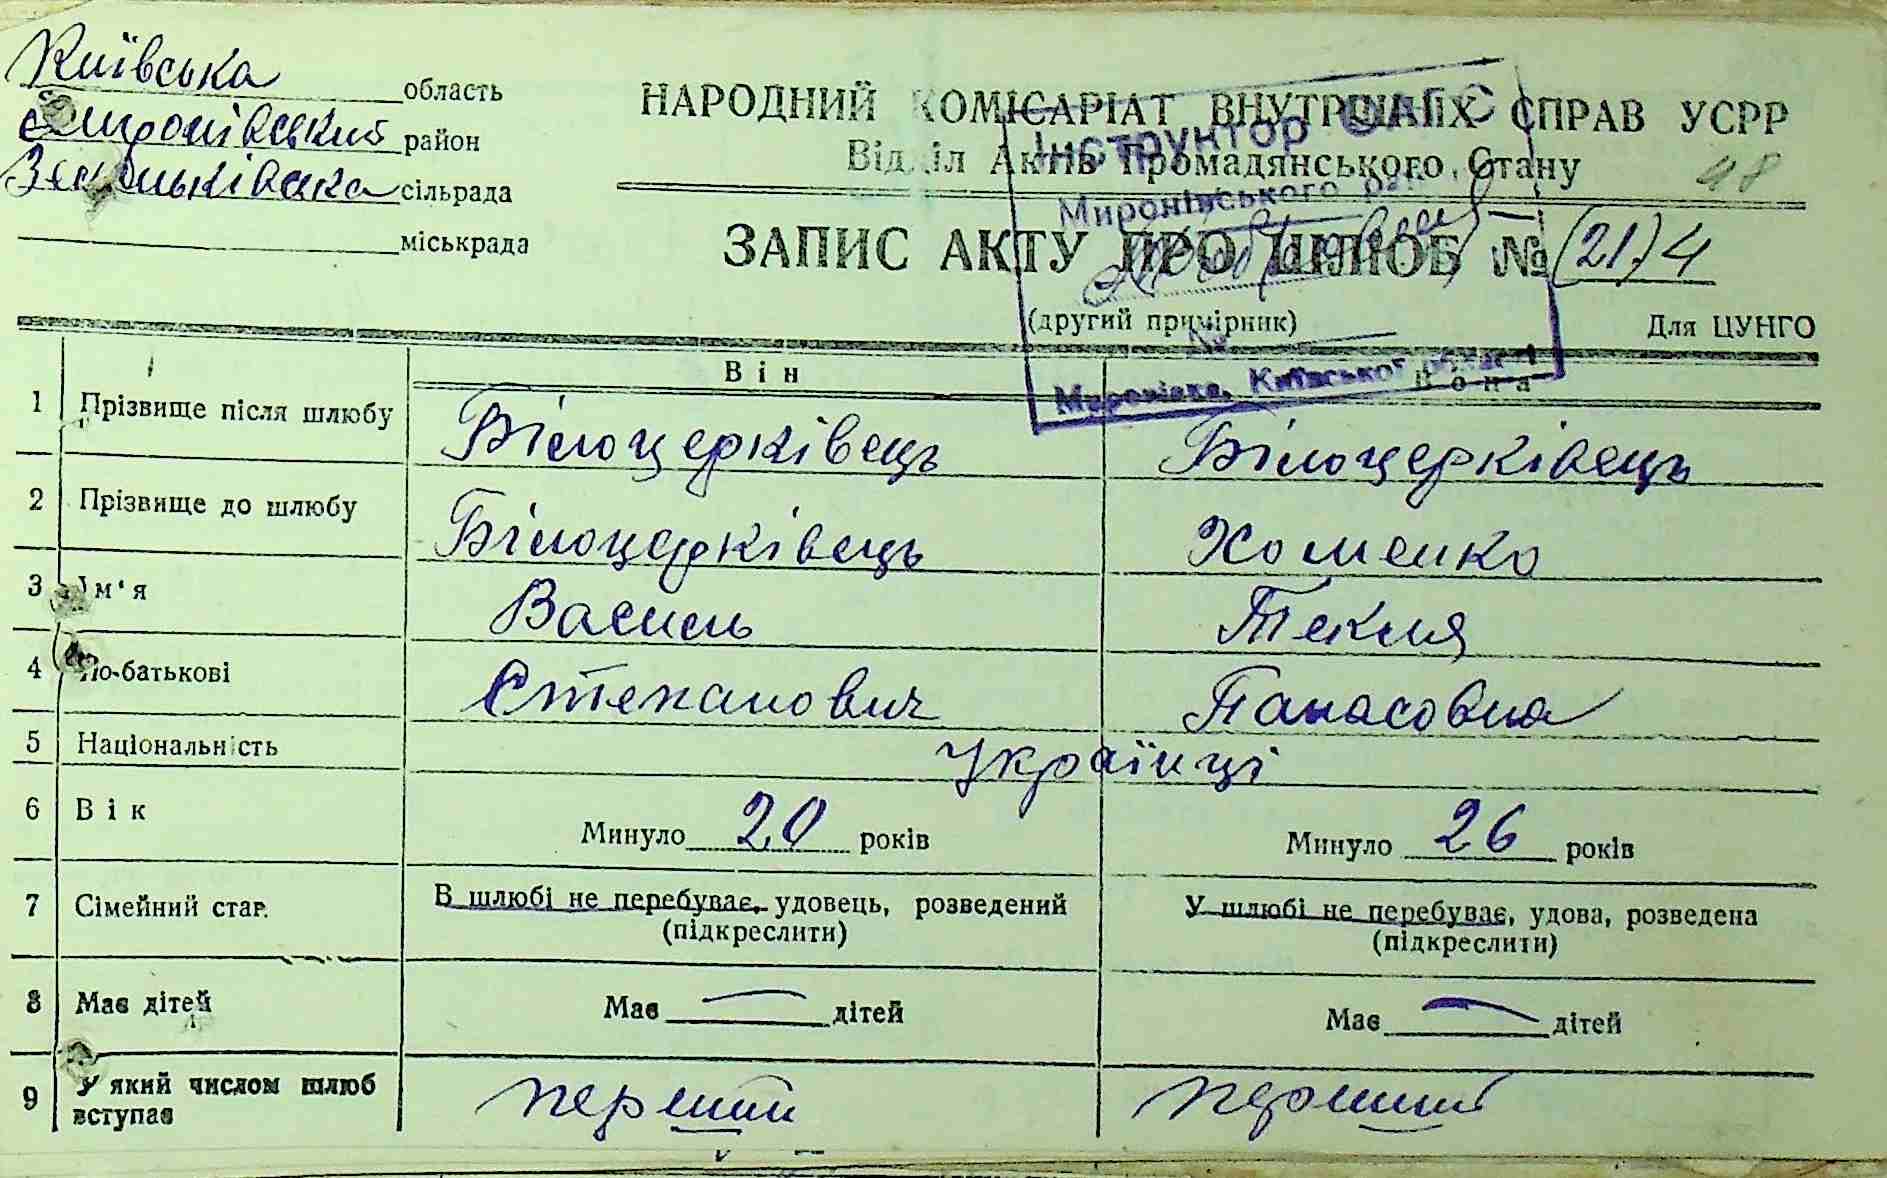 Київська область
Миронівський район
Зеленьківська сільрада
міськрада
НАРОДНИЙ КОМІСАРІАТ ВНУТРІШНІХ СПРАВ УСРР
Відділ Актів Громадянського Стану
48
ЗАПИС АКТУ ПРО ШЛЮБ № (21) 4
(другий примірник)
Для ЦУНГО
Інструктор ОАГС
Миронівського
№
Миронівка, Київської області
Він Вона
1 Прізвище після шлюбу Білоцерківець Білоцерківець
2 Прізвище до шлюбу Білоцерківець Хоменко
3 Ім'я Василь Текля
4 По-батькові Степанович Панасовна
5 Національність Українці
6 Вік Минуло 20 років Минуло 26 років
7 Сімейний стан В шлюбі не перебуває, удовець, розведений У шлюбі не перебуває, удова, розведена
(підкреслити) (підкреслити)
8 Має дітей Має — дітей Має — дітей
9 У який числом шлюб вступає перший перший